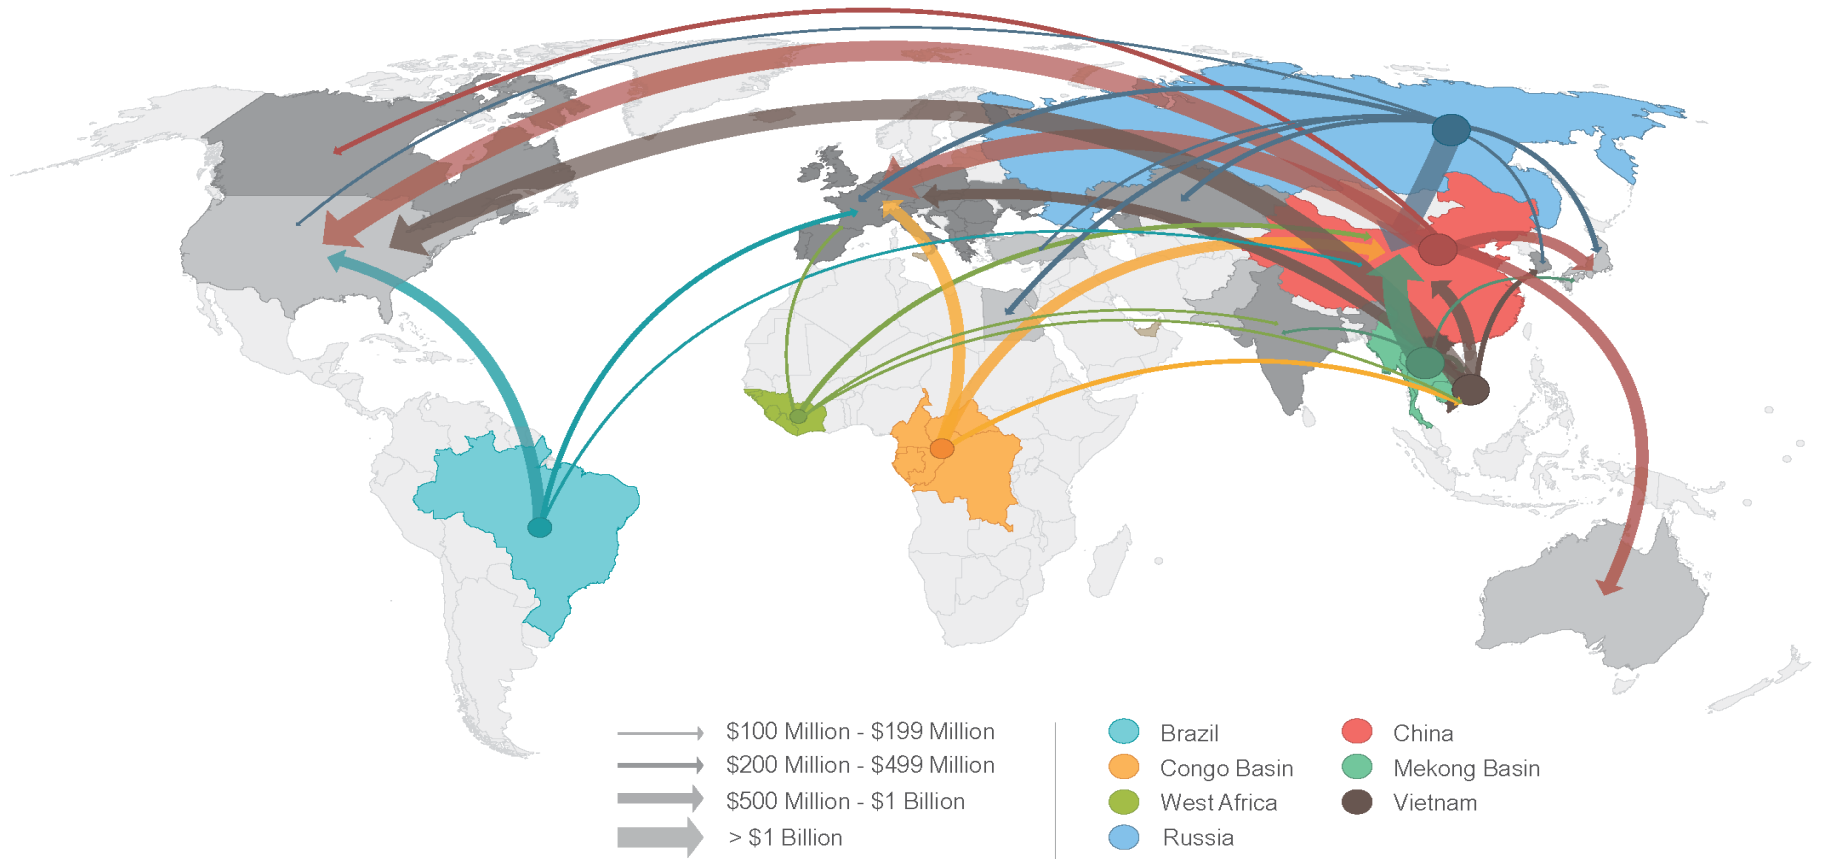 $100 Million - $199 Million
$200 Million - $499 Million
$500 Million - $1 Billion
> $1 Billion
Brazil
Congo Basin
West Africa
Russia
China
Mekong Basin
Vietnam